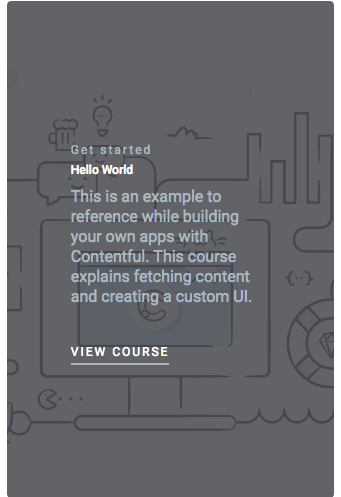 Get started
Hello World
This is an example to
reference while building
your own apps with
Contentful. This course
explains fetching content
and creating a custom UI.
VIEW COURSE